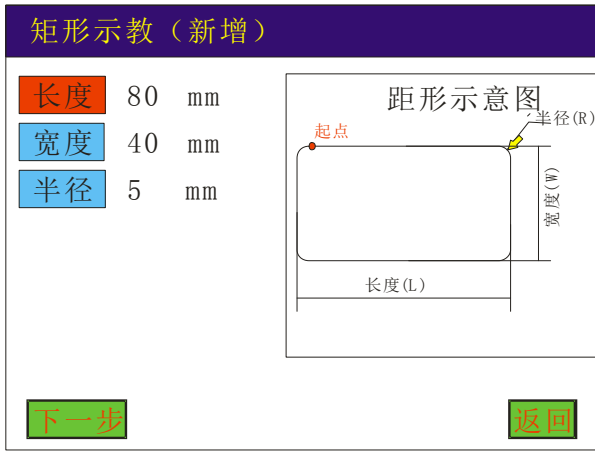 矩形示教（新增）
长度 80 mm
宽度 40 mm
半径 5 mm
距形示意图
半径(R)
起点
宽度(W)
长度(L)
下一步
返回